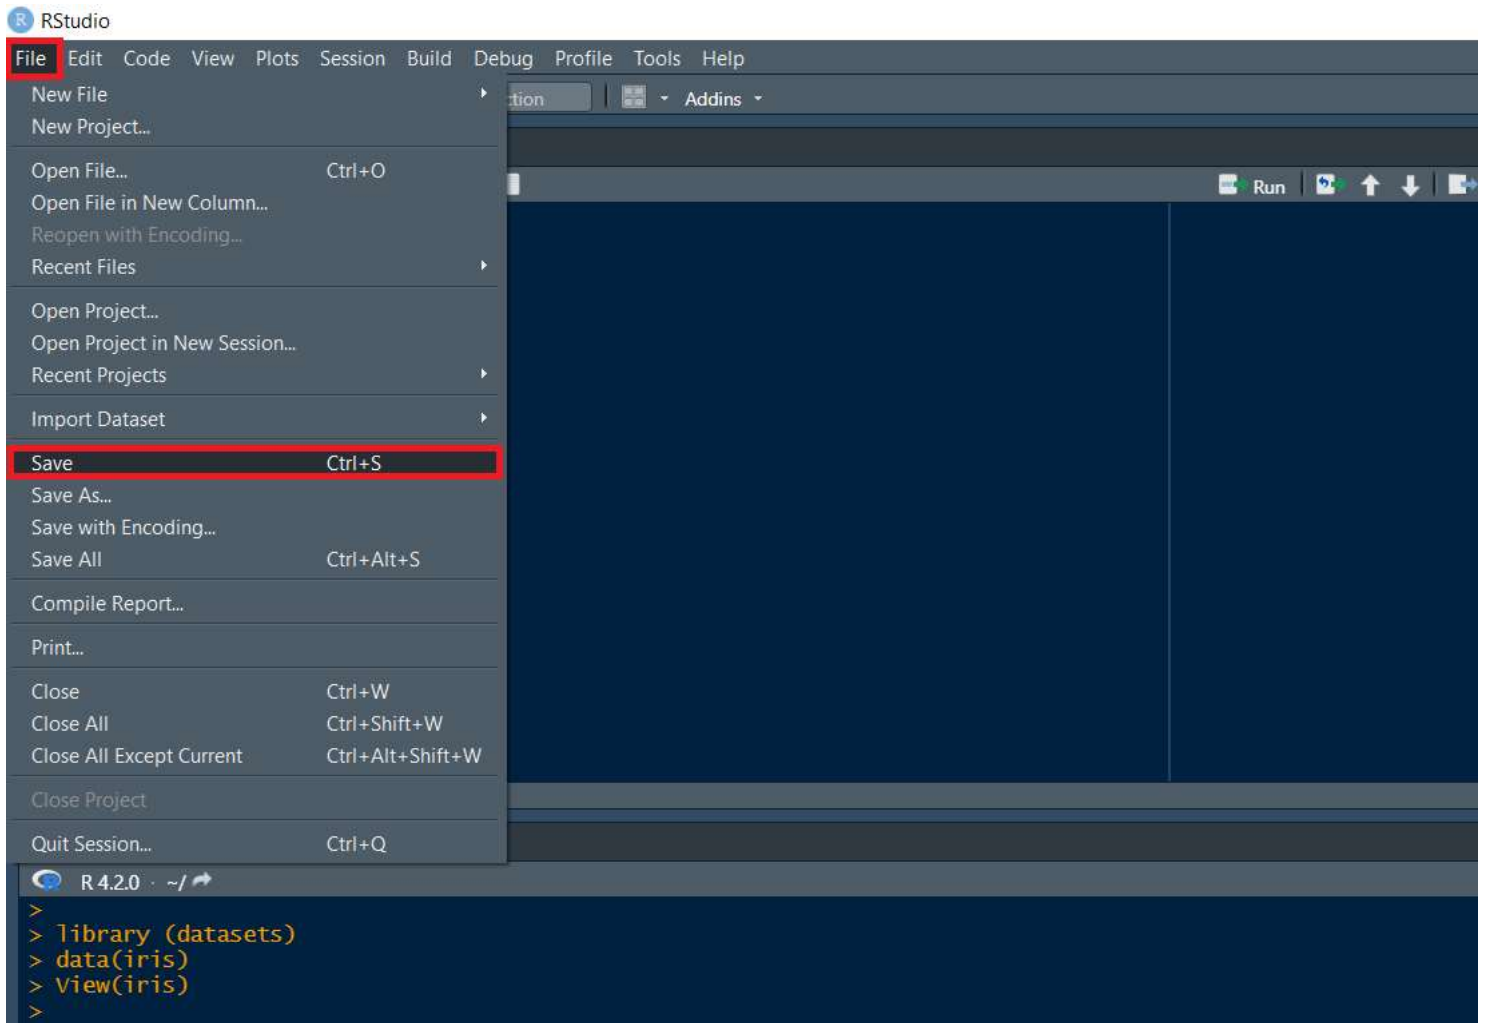 RStudio
File Edit Code View Plots Session Build Debug Profile Tools Help
New File
Addins
New Project...
Open File... Ctrl+O
Run
Open File in New Column...
Reopen with Encoding...
Recent Files
Open Project...
Open Project in New Session...
Recent Projects
Import Dataset
Save Ctrl+S
Save As...
Save with Encoding...
Save All Ctrl+Alt+S
Compile Report...
Print...
Close Ctrl+W
Close All Ctrl+Shift+W
Close All Except Current Ctrl+Alt+Shift+W
Close Project
Quit Session... Ctrl+Q
R 4.2.0 · ~/
>
> library (datasets)
> data(iris)
> View(iris)
>